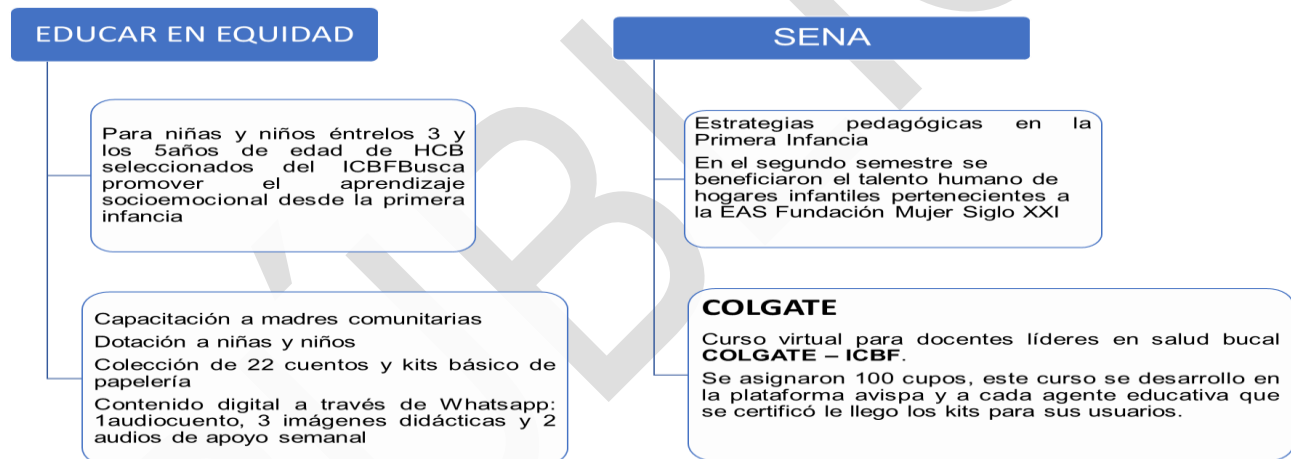 EDUCAR EN EQUIDAD
Para niñas y niños éntrelos 3 y
los 5años de edad de HCB
seleccionados del ICBFBusca
promover el aprendizaje
socioemocional desde la primera
infancia
Capacitación a madres comunitarias
Dotación a niñas y niños
Colección de 22 cuentos y kits básico de
papelería
Contenido digital a través de Whatsapp:
1audiocuento, 3 imágenes didácticas y 2
audios de apoyo semanal
SENA
Estrategias pedagógicas en la
Primera Infancia
En el segundo semestre se
beneficiaron el talento humano de
hogares infantiles pertenecientes a
la EAS Fundación Mujer Siglo XXI
COLGATE
Curso virtual para docentes líderes en salud bucal
COLGATE – ICBF.
Se asignaron 100 cupos, este curso se desarrollo en
la plataforma avispa y a cada agente educativa que
se certificó le llego los kits para sus usuarios.